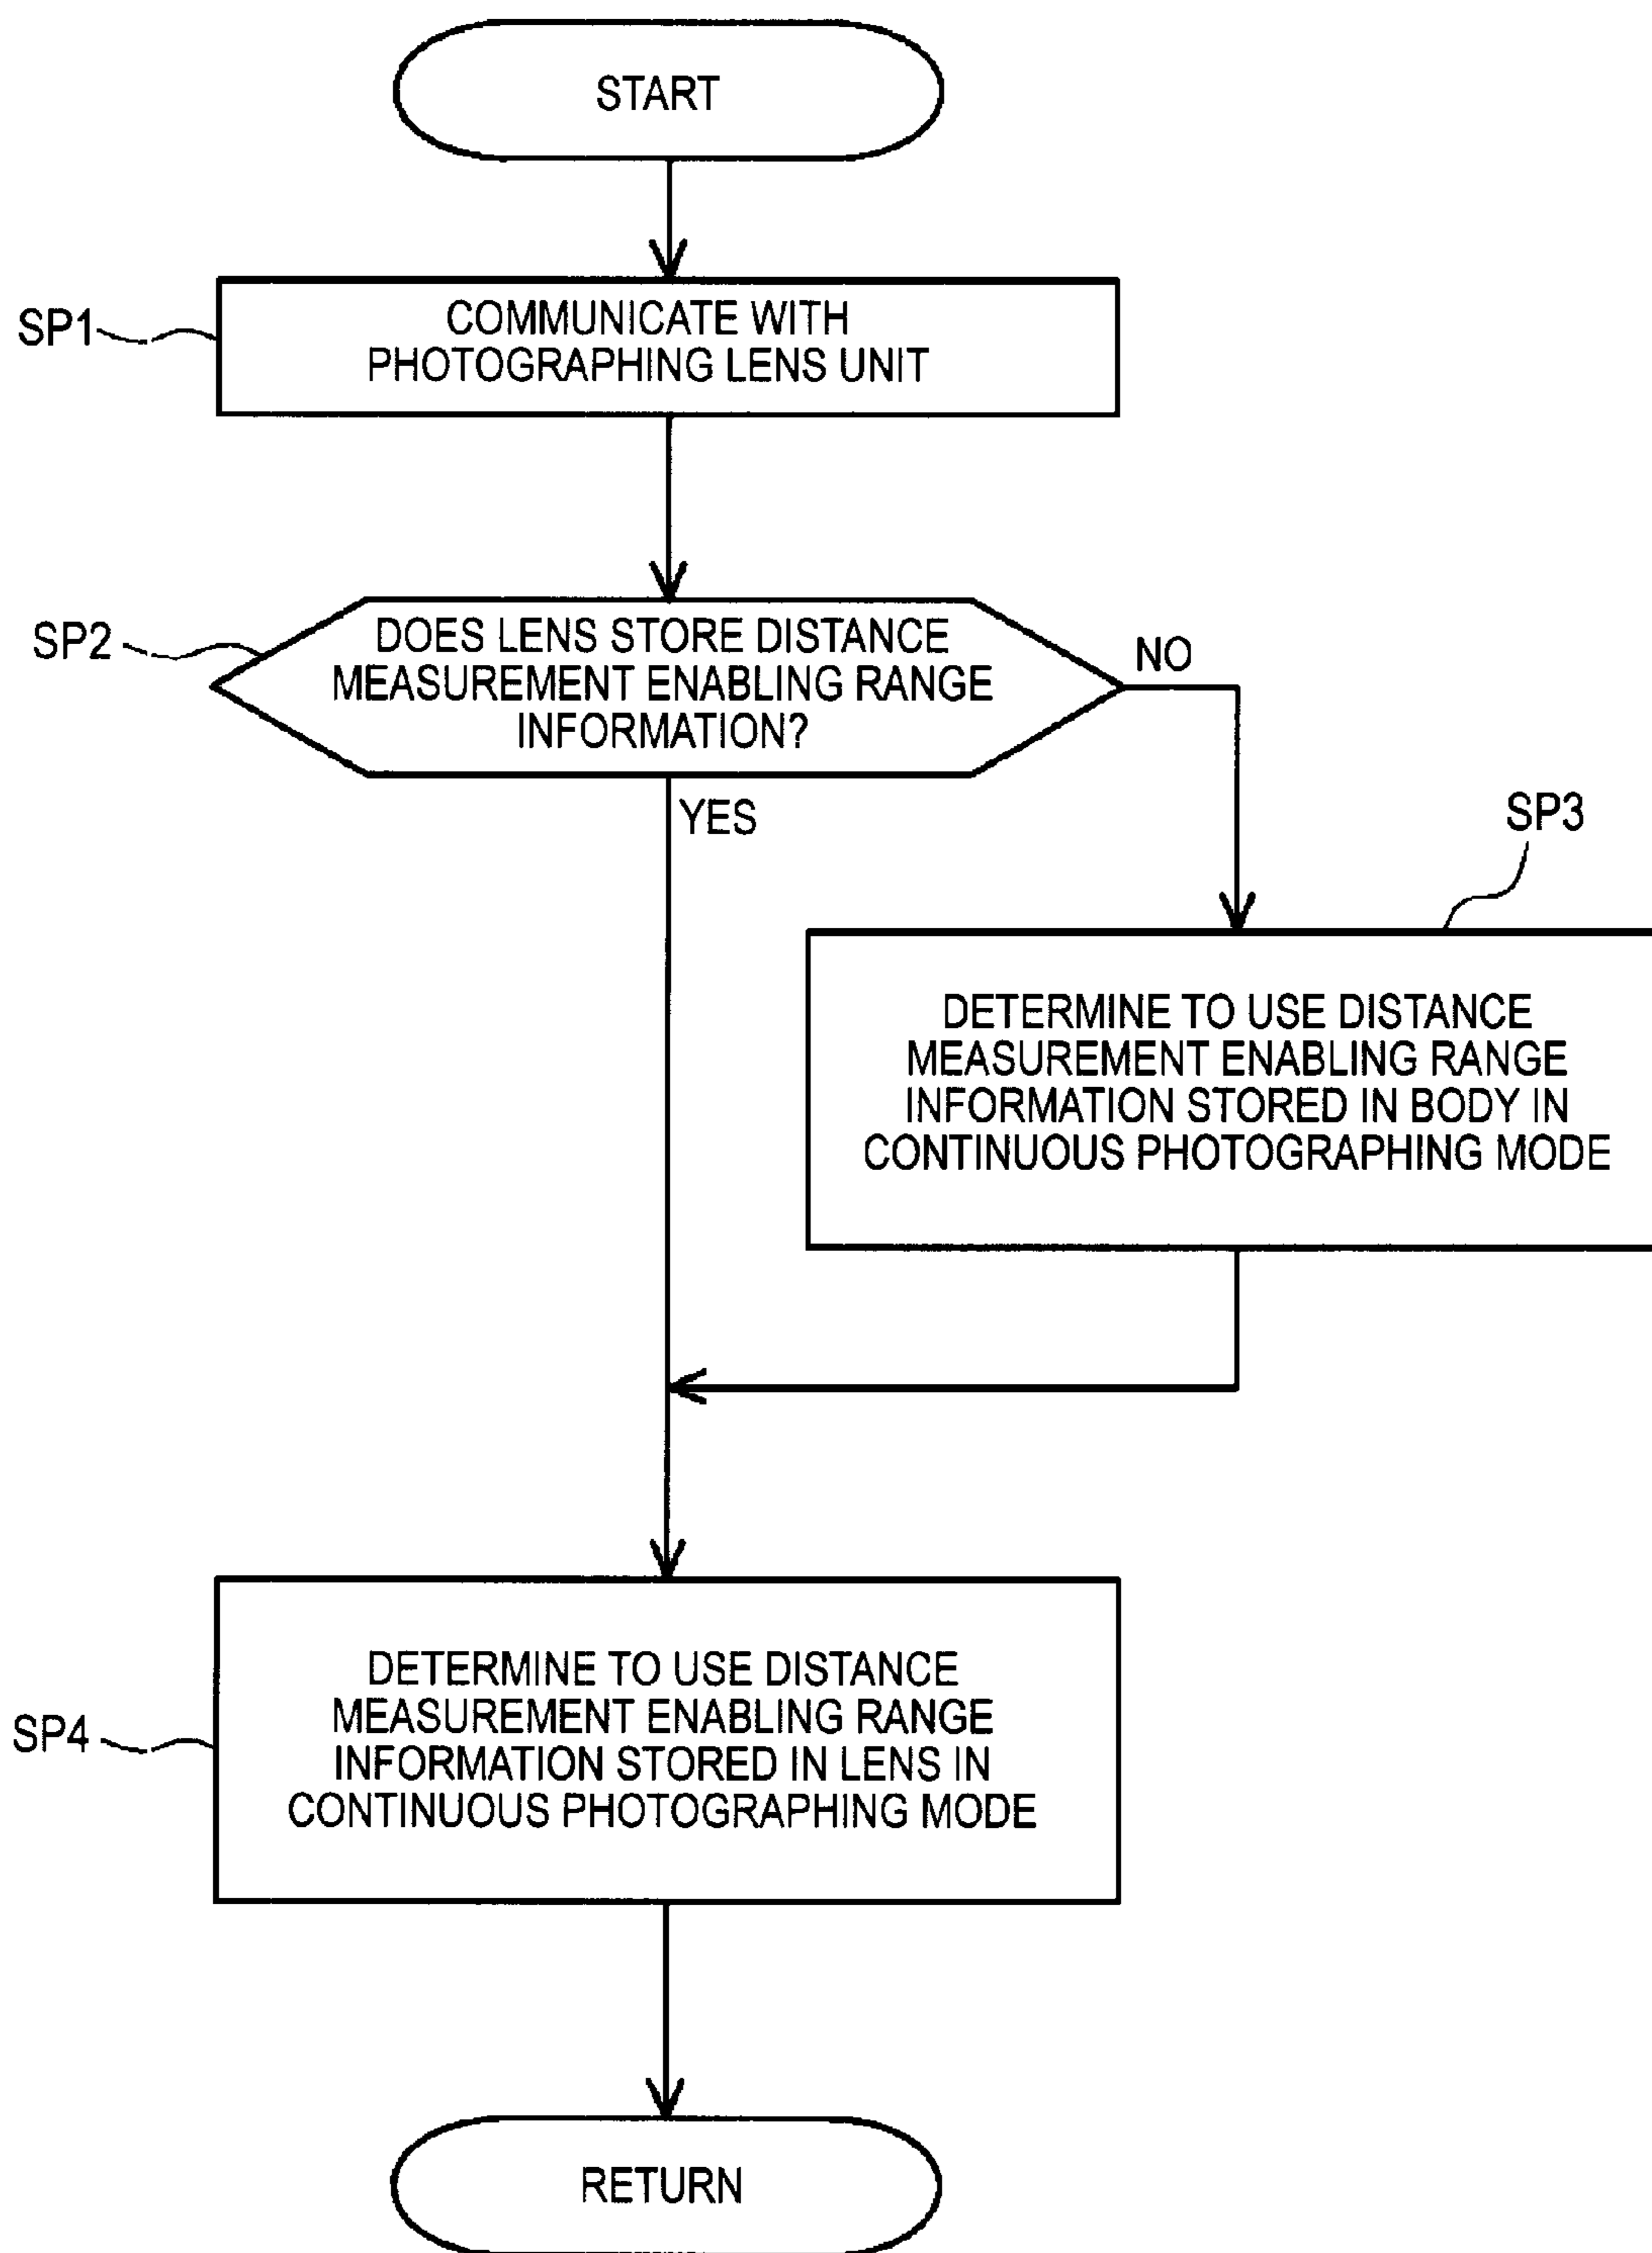 START
SP1
COMMUNICATE WITH
PHOTOGRAPHING LENS UNIT
SP2
DOES LENS STORE DISTANCE
MEASUREMENT ENABLING RANGE
INFORMATION?
NO
YES
SP3
DETERMINE TO USE DISTANCE
MEASUREMENT ENABLING RANGE
INFORMATION STORED IN BODY IN
CONTINUOUS PHOTOGRAPHING MODE
SP4
DETERMINE TO USE DISTANCE
MEASUREMENT ENABLING RANGE
INFORMATION STORED IN LENS IN
CONTINUOUS PHOTOGRAPHING MODE
RETURN